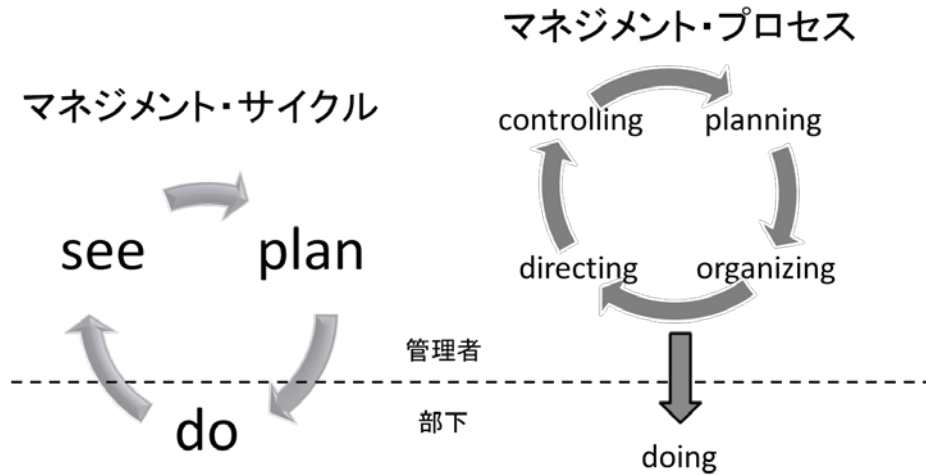 マネジメント・サイクル
see
plan
do
マネジメント・プロセス
controlling
planning
directing
organizing
管理者
部下
doing